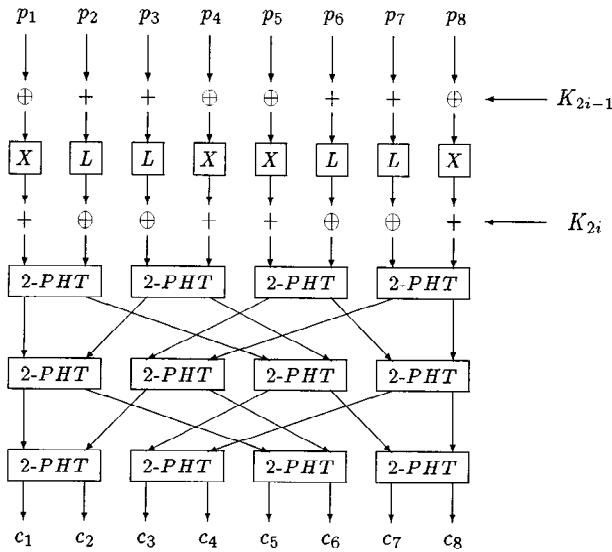 p₁ p₂ p₃ p₄ p₅ p₆ p₇ p₈
⊕ + + ⊕ ⊕ + + ⊕ K₂ᵢ₋₁
X L L X X L L X
+ ⊕ ⊕ + + ⊕ ⊕ + K₂ᵢ
2-PHT 2-PHT 2-PHT 2-PHT
2-PHT 2-PHT 2-PHT 2-PHT
2-PHT 2-PHT 2-PHT 2-PHT
c₁ c₂ c₃ c₄ c₅ c₆ c₇ c₈